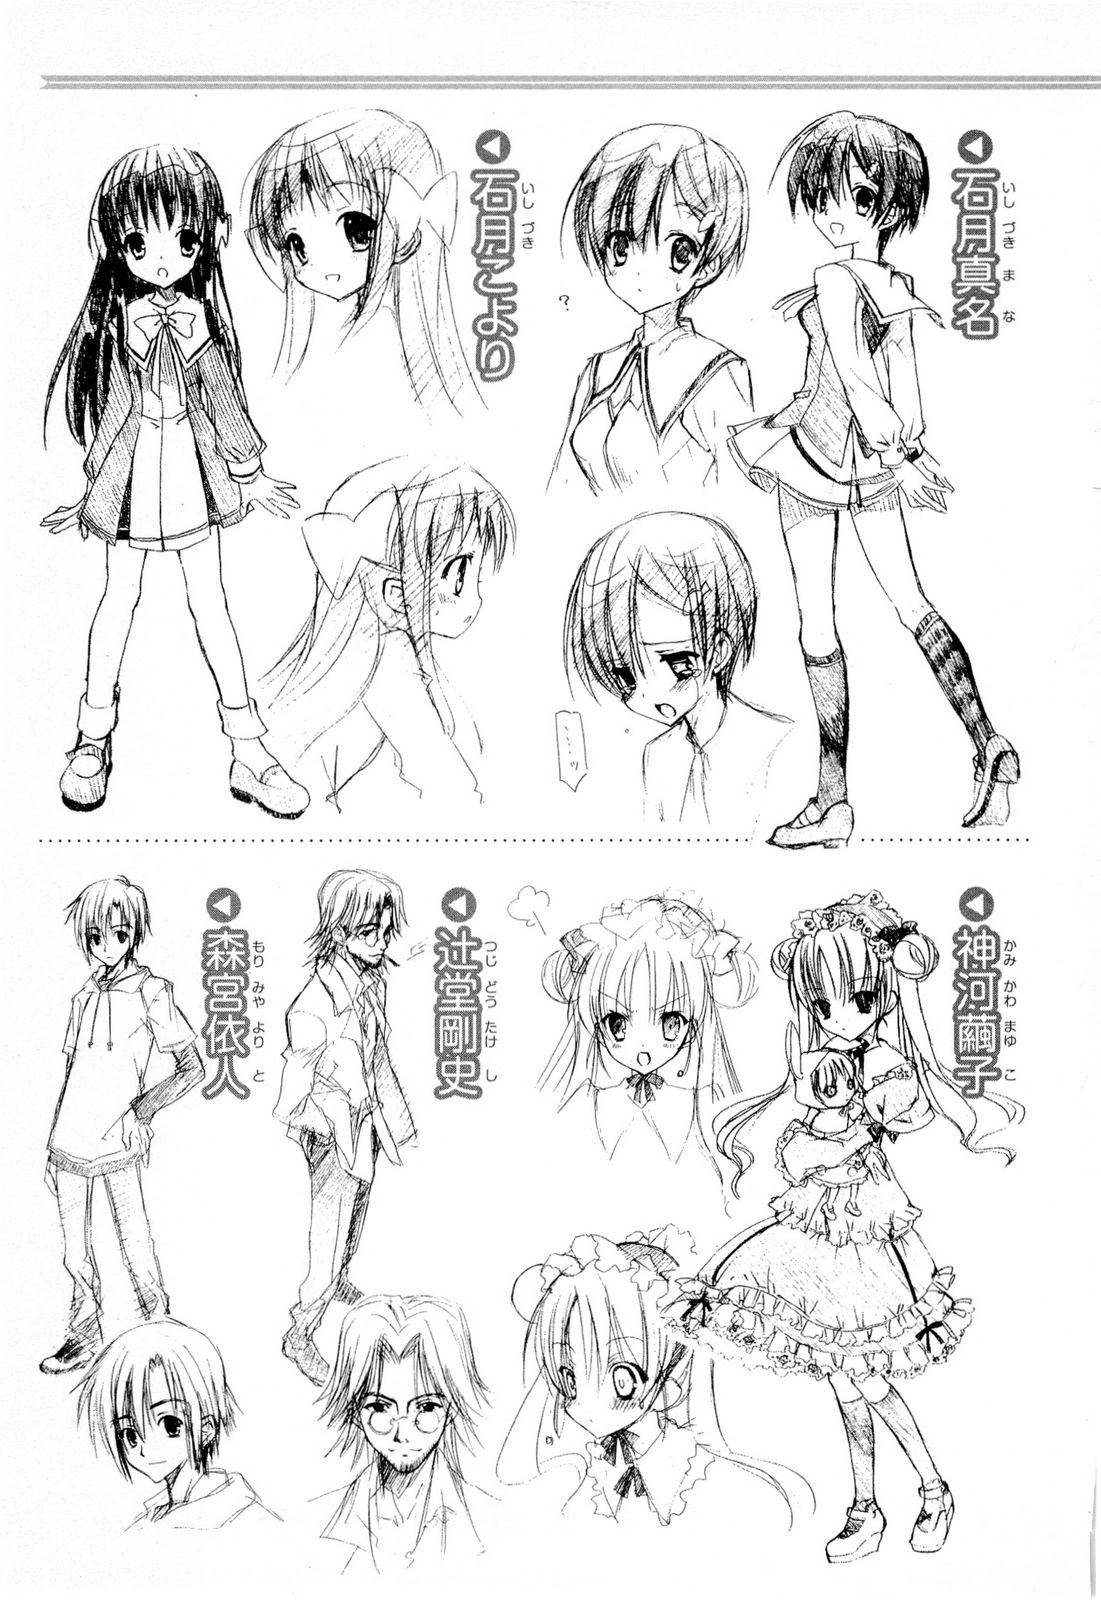 石月真名
いしづきまな
石月こより
いしづき
?
……ッ
神河繭子
かみかわまゆこ
辻堂剛史
つじどうたけし
森宮依人
もりみやよりと